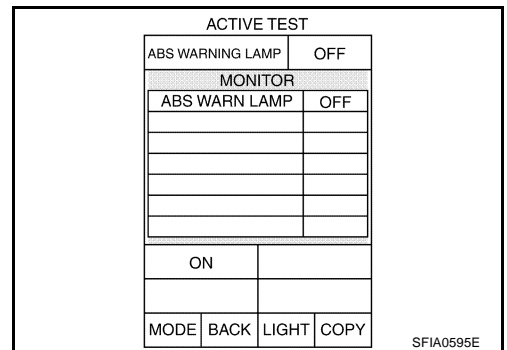 ACTIVE TEST
ABS WARNING LAMP OFF
MONITOR
ABS WARN LAMP OFF
ON
MODE BACK LIGHT COPY
SFIA0595E